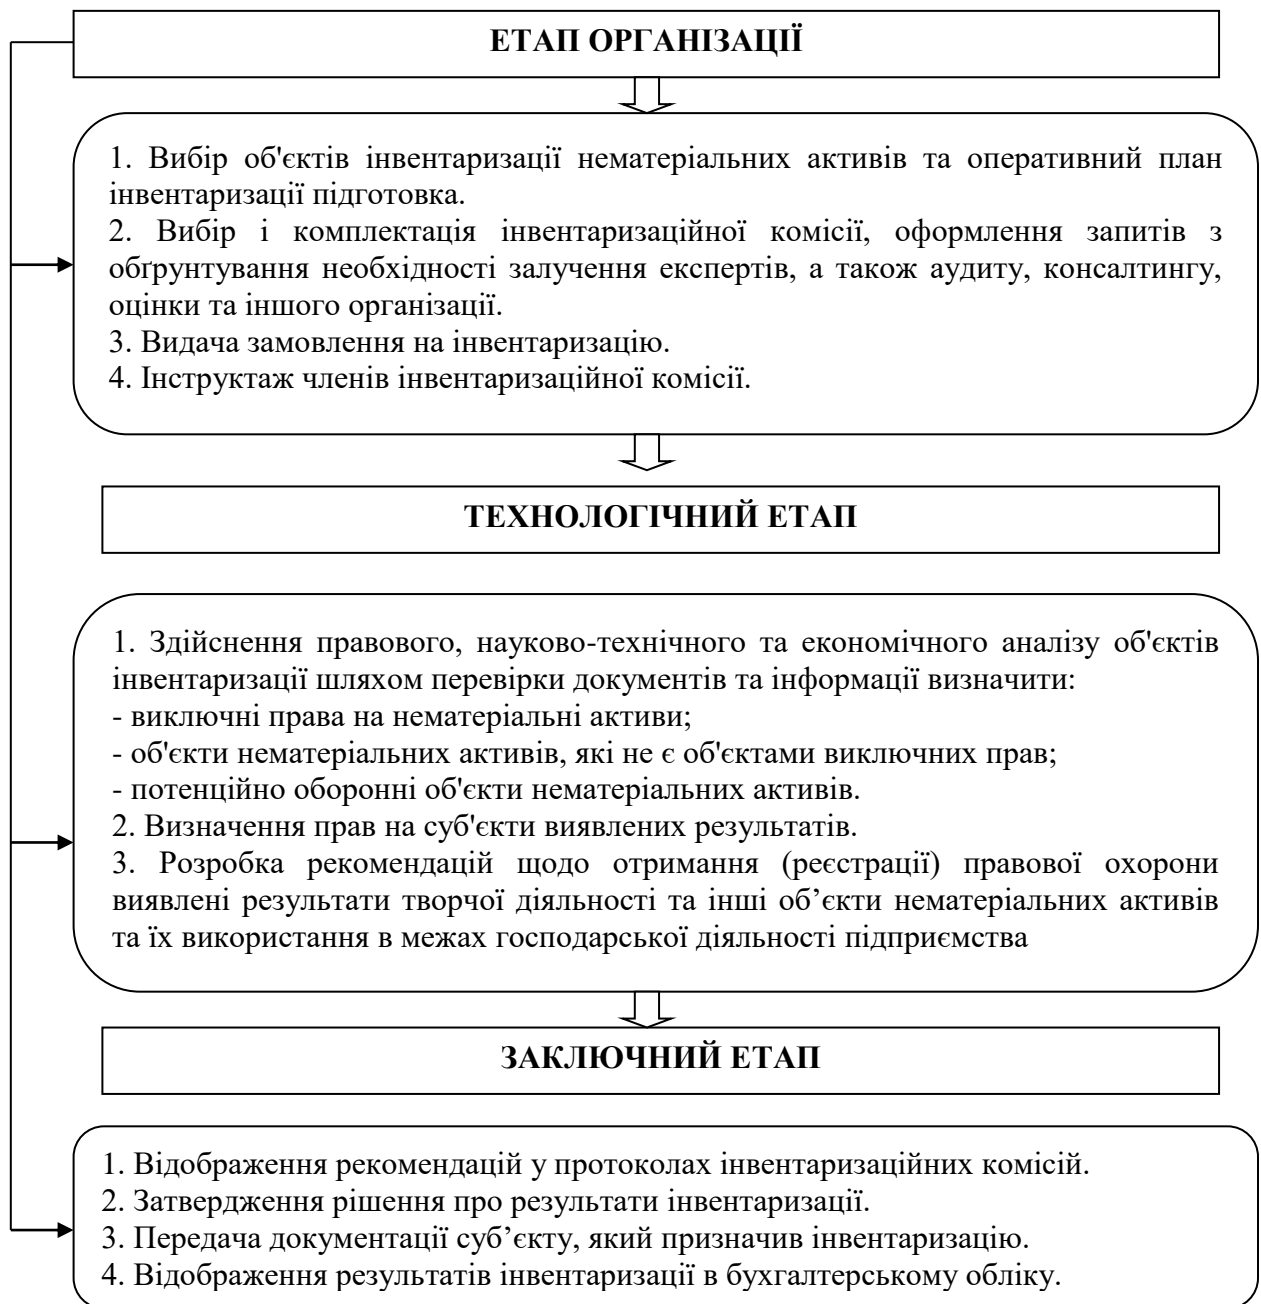 ЕТАП ОРГАНІЗАЦІЇ
1. Вибір об'єктів інвентаризації нематеріальних активів та оперативний план
інвентаризації підготовка.
2. Вибір і комплектація інвентаризаційної комісії, оформлення запитів з
обґрунтування необхідності залучення експертів, а також аудиту, консалтингу,
оцінки та іншого організації.
3. Видача замовлення на інвентаризацію.
4. Інструктаж членів інвентаризаційної комісії.
ТЕХНОЛОГІЧНИЙ ЕТАП
1. Здійснення правового, науково-технічного та економічного аналізу об'єктів
інвентаризації шляхом перевірки документів та інформації визначити:
- виключні права на нематеріальні активи;
- об'єкти нематеріальних активів, які не є об'єктами виключних прав;
- потенційно оборонні об'єкти нематеріальних активів.
2. Визначення прав на суб'єкти виявлених результатів.
3. Розробка рекомендацій щодо отримання (реєстрації) правової охорони
виявлені результати творчої діяльності та інші об’єкти нематеріальних активів
та їх використання в межах господарської діяльності підприємства
ЗАКЛЮЧНИЙ ЕТАП
1. Відображення рекомендацій у протоколах інвентаризаційних комісій.
2. Затвердження рішення про результати інвентаризації.
3. Передача документації суб’єкту, який призначив інвентаризацію.
4. Відображення результатів інвентаризації в бухгалтерському обліку.